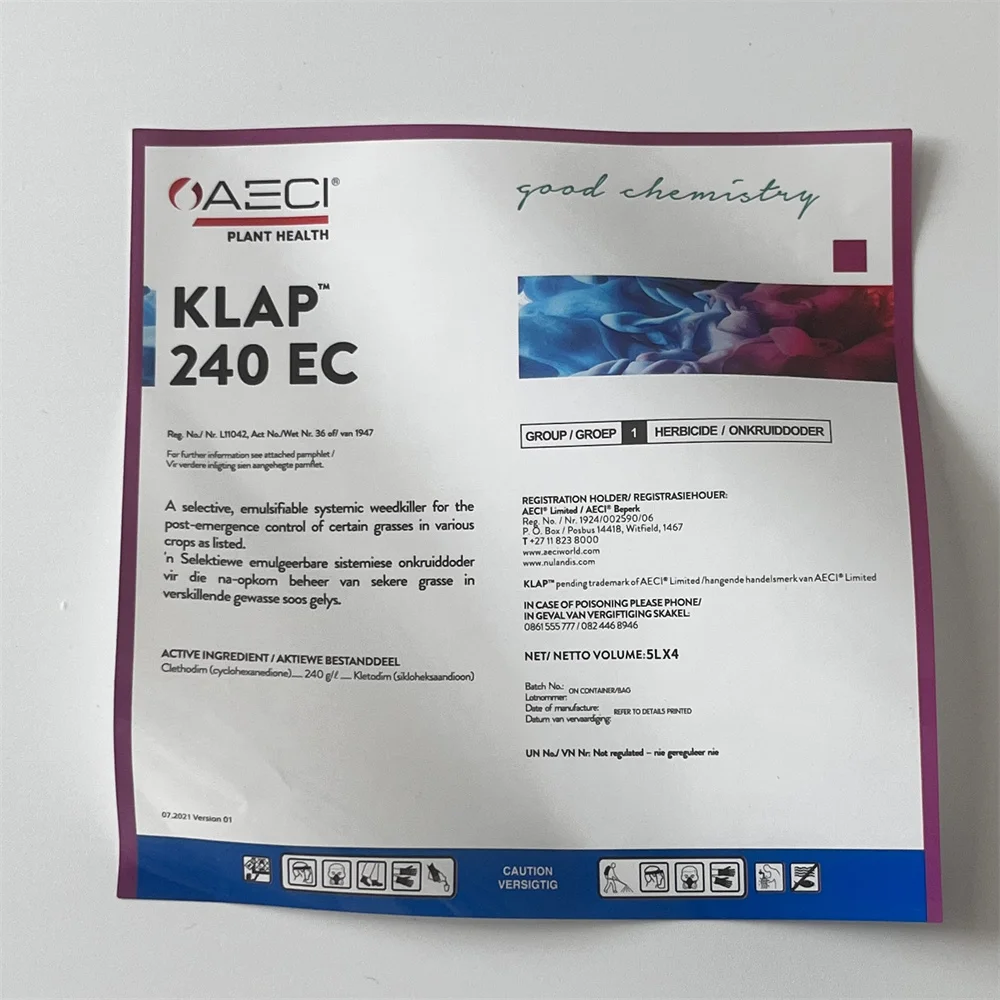 AECI®
PLANT HEALTH
good chemistry
KLAP™
240 EC
Reg. No./ Nr. L11042, Act No./Wet Nr. 36 of/ van 1947
For further information see attached pamphlet /
Vir verdere inligting sien aangehegte pamflet.
A selective, emulsifiable systemic weedkiller for the
post-emergence control of certain grasses in various
crops as listed.
'n Selektiewe emulgeerbare sistemiese onkruiddoder
vir die na-opkom beheer van sekere grasse in
verskillende gewasse soos gelys.
ACTIVE INGREDIENT / AKTIEWE BESTANDDEEL
Clethodim (cyclohexanedione)..... 240 g/ℓ ..... Kletodim (sikloheksaandioon)
07.2021 Version 01
GROUP / GROEP 1 HERBICIDE / ONKRUIDDODER
REGISTRATION HOLDER/ REGISTRASIEHOUER:
AECI® Limited / AECI® Beperk
Reg. No. / Nr. 1924/002590/06
P. O. Box / Posbus 14418, Witfield, 1467
T +27 11 823 8000
www.aeciworld.com
www.nulandis.com
KLAP™ pending trademark of AECI® Limited /hangende handelsmerk van AECI® Limited
IN CASE OF POISONING PLEASE PHONE/
IN GEVAL VAN VERGIFTIGING SKAKEL:
0861 555 777 / 082 446 8946
NET/ NETTO VOLUME:5LX4
Batch No.: ON CONTAINER/BAG
Lotnommer:
Date of manufacture: REFER TO DETAILS PRINTED
Datum van vervaardiging:
UN No./ VN Nr: Not regulated – nie gereguleer nie
CAUTION
VERSIGTIG